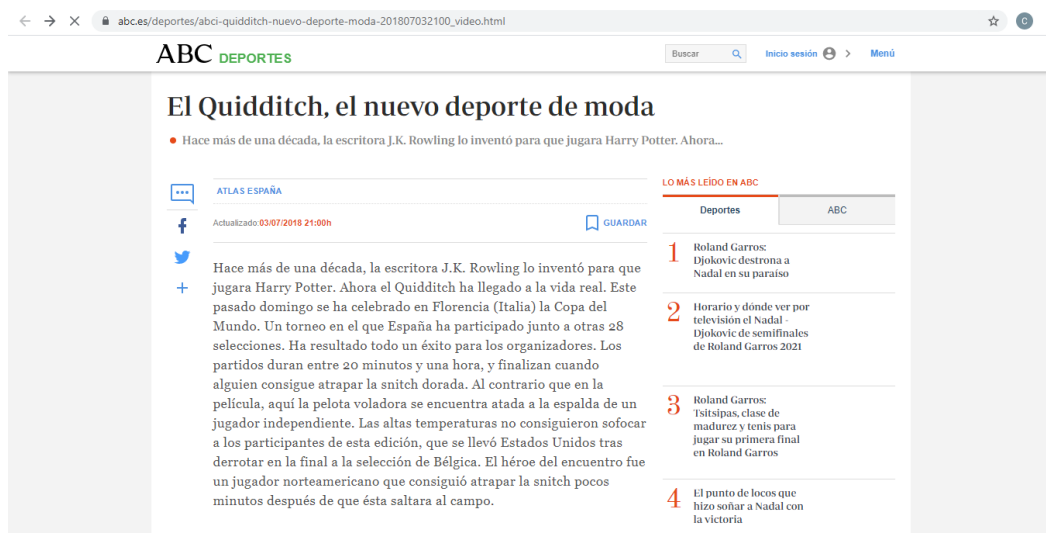 abc.es/deportes/abci-quidditch-nuevo-deporte-moda-201807032100_video.html
C
ABC DEPORTES
Buscar
Inicio sesión
Menú
El Quidditch, el nuevo deporte de moda
Hace más de una década, la escritora J.K. Rowling lo inventó para que jugara Harry Potter. Ahora...
ATLAS ESPAÑA
Actualizado:03/07/2018 21:00h
GUARDAR
Hace más de una década, la escritora J.K. Rowling lo inventó para que
jugara Harry Potter. Ahora el Quidditch ha llegado a la vida real. Este
pasado domingo se ha celebrado en Florencia (Italia) la Copa del
Mundo. Un torneo en el que España ha participado junto a otras 28
selecciones. Ha resultado todo un éxito para los organizadores. Los
partidos duran entre 20 minutos y una hora, y finalizan cuando
alguien consigue atrapar la snitch dorada. Al contrario que en la
película, aquí la pelota voladora se encuentra atada a la espalda de un
jugador independiente. Las altas temperaturas no consiguieron sofocar
a los participantes de esta edición, que se llevó Estados Unidos tras
derrotar en la final a la selección de Bélgica. El héroe del encuentro fue
un jugador norteamericano que consiguió atrapar la snitch pocos
minutos después de que ésta saltara al campo.
LO MÁS LEÍDO EN ABC
Deportes
ABC
1
Roland Garros:
Djokovic destrona a
Nadal en su paraíso
2
Horario y dónde ver por
televisión el Nadal -
Djokovic de semifinales
de Roland Garros 2021
3
Roland Garros:
Tsitsipas, clase de
madurez y tenis para
jugar su primera final
en Roland Garros
4
El punto de locos que
hizo soñar a Nadal con
la victoria